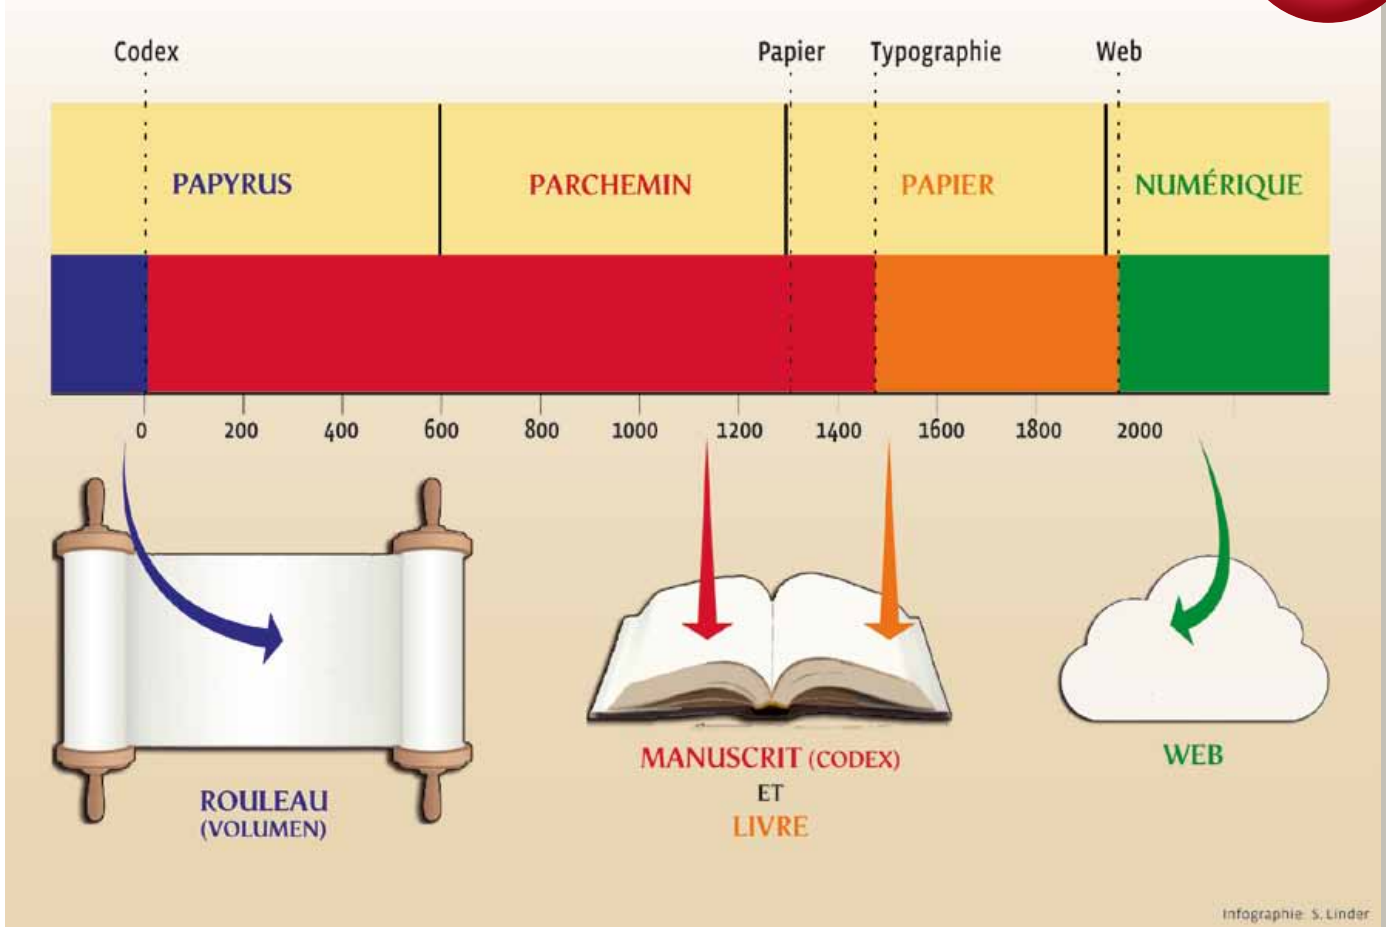 Codex Papier Typographie Web
PAPYRUS PARCHEMIN PAPIER NUMÉRIQUE
0 200 400 600 800 1000 1200 1400 1600 1800 2000
ROULEAU
(VOLUMEN)
MANUSCRIT (CODEX)
ET
LIVRE
WEB
Infographie: S. Linder